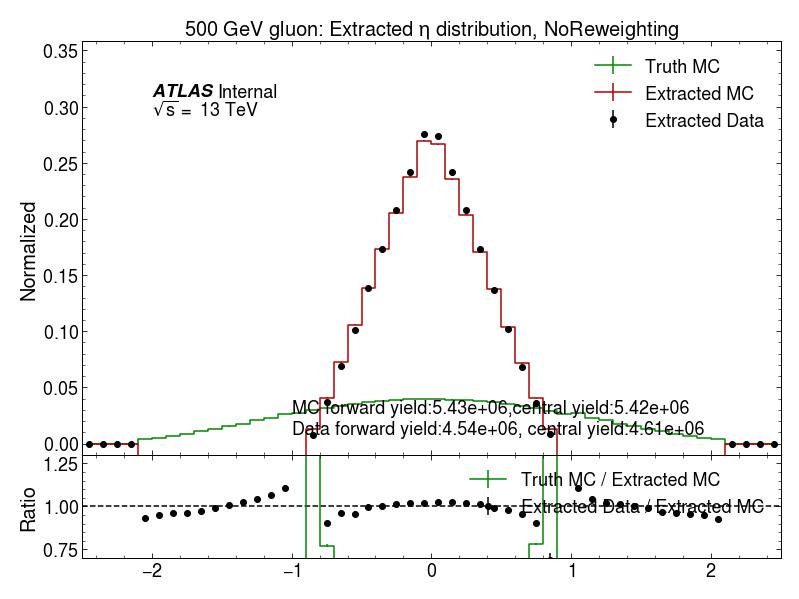 500 GeV gluon: Extracted η distribution, NoReweighting
0.35
0.30
0.25
0.20
0.15
0.10
0.05
0.00
Normalized
ATLAS Internal
√s = 13 TeV
Truth MC
Extracted MC
Extracted Data
MC forward yield:5.43e+06,central yield:5.42e+06
Data forward yield:4.54e+06, central yield:4.61e+06
1.25
1.00
0.75
Ratio
Truth MC / Extracted MC
Extracted Data / Extracted MC
−2
−1
0
1
2